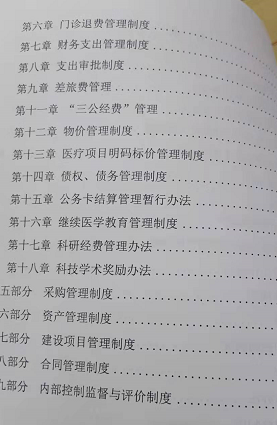 第六章 门诊退费管理制度
第七章 财务支出管理制度
第八章 支出审批制度
第九章 差旅费管理
第十一章 “三公经费”管理
第十二章 物价管理制度
第十三章 医疗项目明码标价管理制度
第十四章 债权、债务管理制度
第十五章 公务卡结算管理暂行办法
第十六章 继续医学教育管理制度
第十七章 科研经费管理办法
第十八章 科技学术奖励办法
五部分 采购管理制度
六部分 资产管理制度
七部分 建设项目管理制度
八部分 合同管理制度
九部分 内部控制监督与评价制度